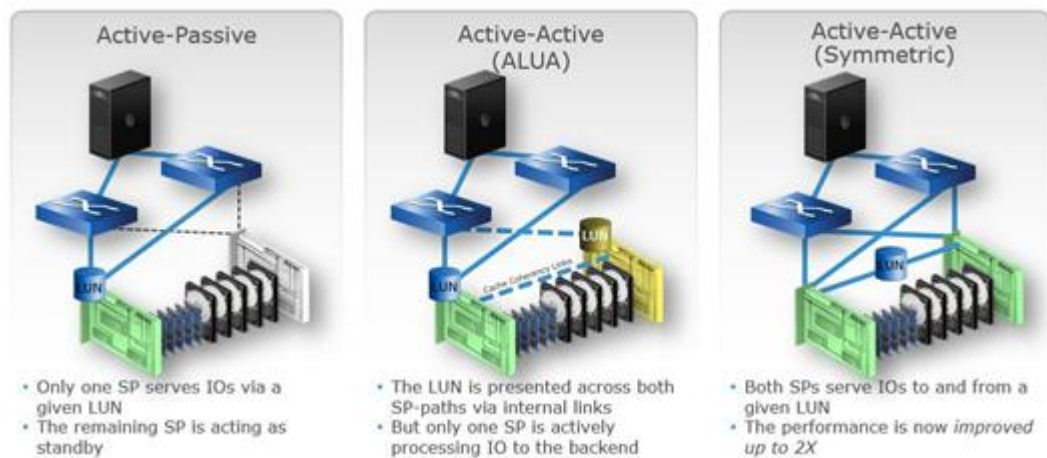 Active-Passive
LUN
• Only one SP serves IOs via a
given LUN
• The remaining SP is acting as
standby
Active-Active
(ALUA)
LUN
Cache Coherency Links
LUN
• The LUN is presented across both
SP-paths via internal links
• But only one SP is actively
processing IO to the backend
Active-Active
(Symmetric)
LUN
• Both SPs serve IOs to and from a
given LUN
• The performance is now improved
up to 2X